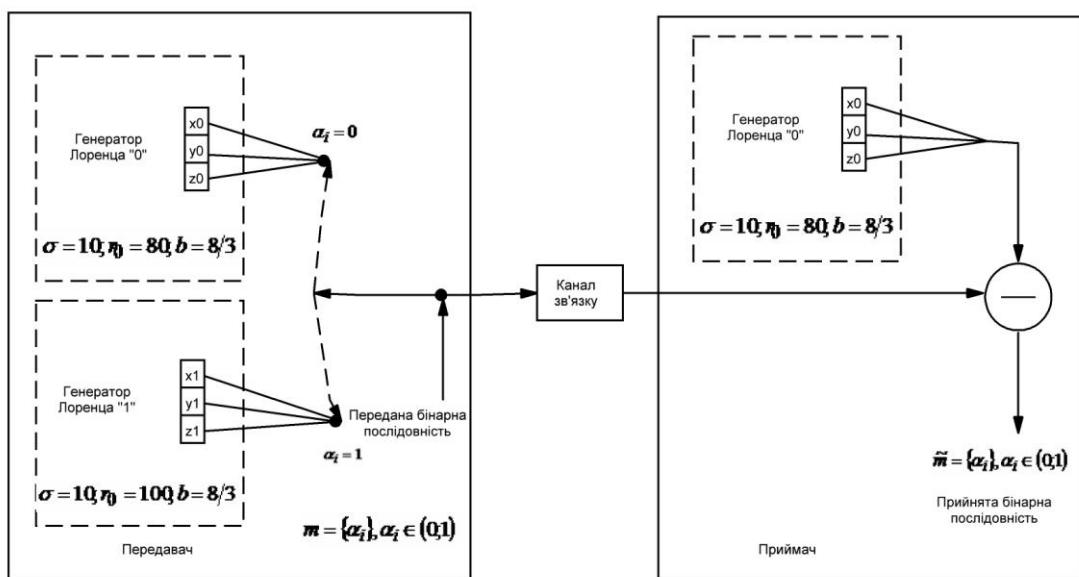 Генератор
Лоренца "0"
x0
y0
z0
αi = 0
σ = 10; r0 = 80; b = 8/3
Генератор
Лоренца "1"
x1
y1
z1
αi = 1
σ = 10; r0 = 100; b = 8/3
Передана бінарна
послідовність
m = {αi}, αi ∈ (0;1)
Передавач
Канал
зв'язку
Генератор
Лоренца "0"
x0
y0
z0
σ = 10; r0 = 80; b = 8/3
m̃ = {αi}, αi ∈ (0;1)
Прийнята бінарна
послідовність
Приймач